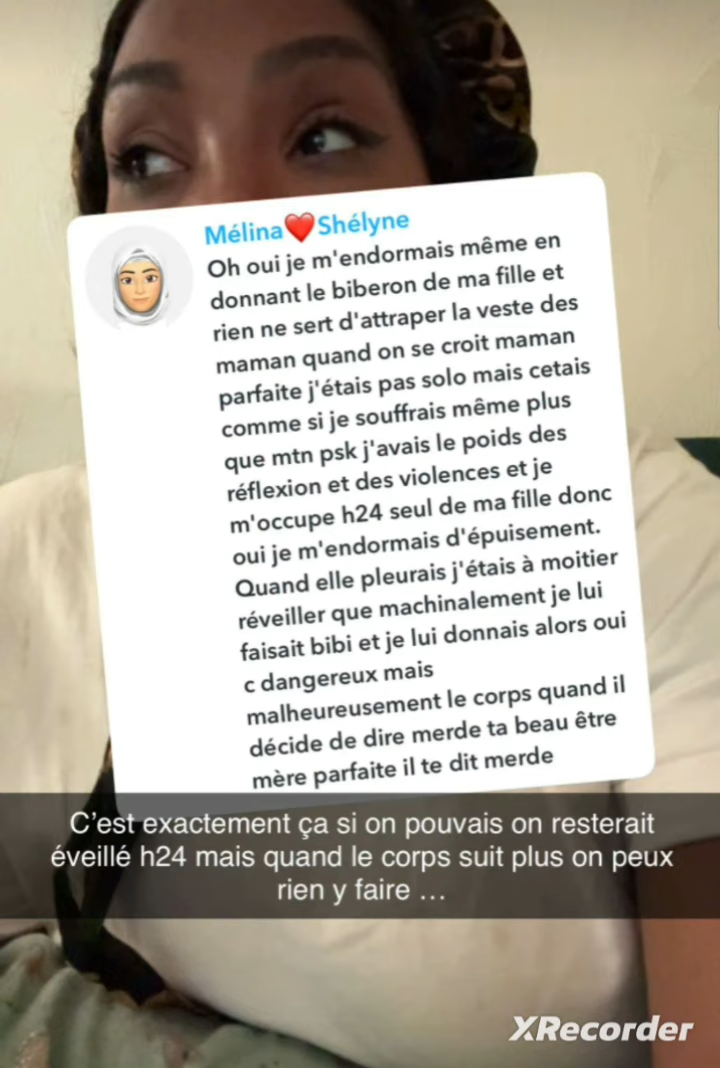 Mélina❤️Shélyne
Oh oui je m'endormais même en
donnant le biberon de ma fille et
rien ne sert d'attraper la veste des
maman quand on se croit maman
parfaite j'étais pas solo mais cetais
comme si je souffrais même plus
que mtn psk j'avais le poids des
réflexion et des violences et je
m'occupe h24 seul de ma fille donc
oui je m'endormais d'épuisement.
Quand elle pleurais j'étais à moitier
réveiller que machinalement je lui
faisait bibi et je lui donnais alors oui
c dangereux mais
malheureusement le corps quand il
décide de dire merde ta beau être
mère parfaite il te dit merde
C'est exactement ça si on pouvais on resterait
éveillé h24 mais quand le corps suit plus on peux
rien y faire …
XRecorder